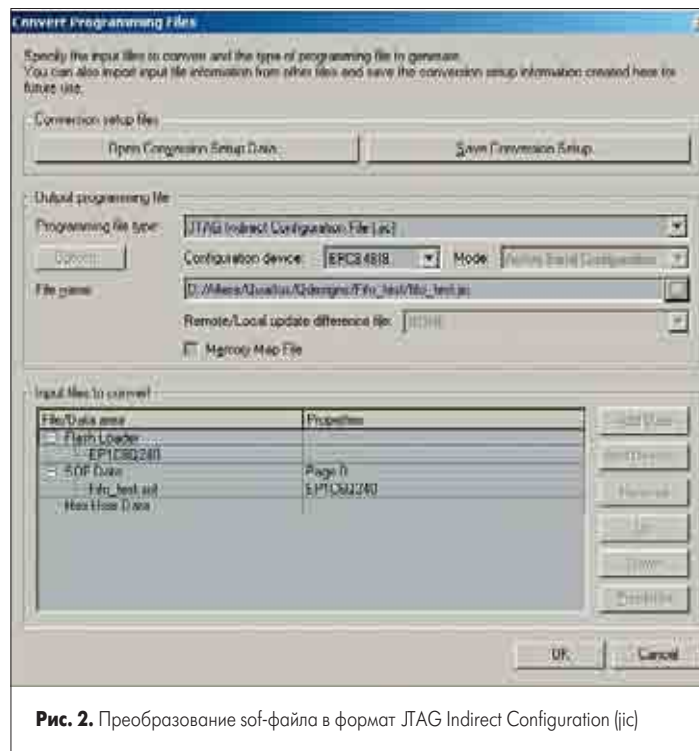 Convert Programming Files
Specify the input files to convert and the type of programming file to generate.
You can also import input file information from other files and save the conversion setup information created here for
future use.
Conversion setup files
Open Conversion Setup Data...
Save Conversion Setup...
Output programming file
Programming file type:
JTAG Indirect Configuration File (.jic)
Options...
Configuration device:
Mode:
Active Serial Configuration
File name:
Remote/Local update difference file:
NONE
Memory Map File
Input files to convert
File/Data area
Properties
Flash Loader
SOF Data
Page 0
fifo_test.sof
Hex User Data
Add Data
Remove
Up
Down
Properties
OK
Cancel
Рис. 2. Преобразование sof-файла в формат JTAG Indirect Configuration (jic)